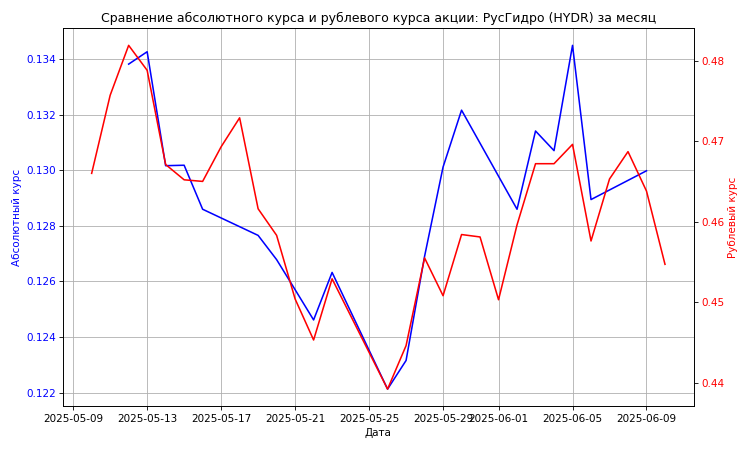 Сравнение абсолютного курса и рублевого курса акции: РусГидро (HYDR) за месяц
Абсолютный курс
0.134
0.132
0.130
0.128
0.126
0.124
0.122
0.48
0.47
0.46
0.45
0.44
Рублевый курс
2025-05-09 2025-05-13 2025-05-17 2025-05-21 2025-05-25 2025-05-29 2025-06-01 2025-06-05 2025-06-09
Дата